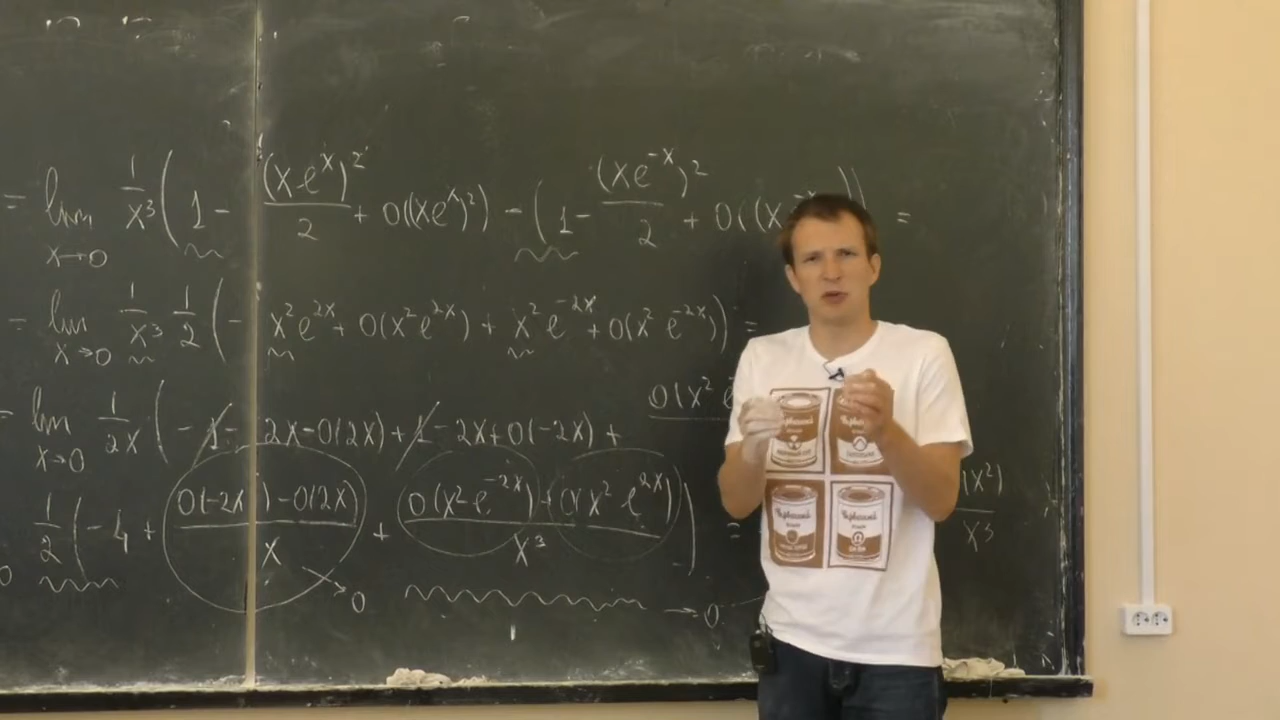 = lim x→0 1/x³ (1 - (xe^x)²/2 + o((xe^x)²) - (1 - (xe^-x)²/2 + o((x e^-x ))) =
= lim x→0 1/x³ 1/2 (- x²e^2x + o(x²e^2x) + x²e^-2x + o(x²e^-2x)) =
o(x² e
= lim x→0 1/2x (-1- 2x-o(2x)+1-2x+o(-2x)+
1/2 (-4 + o(-2x)-o(2x)/x + o(x²e^-2x)+o(x²e^2x)/x³) = (x²)/x³
→0 →0